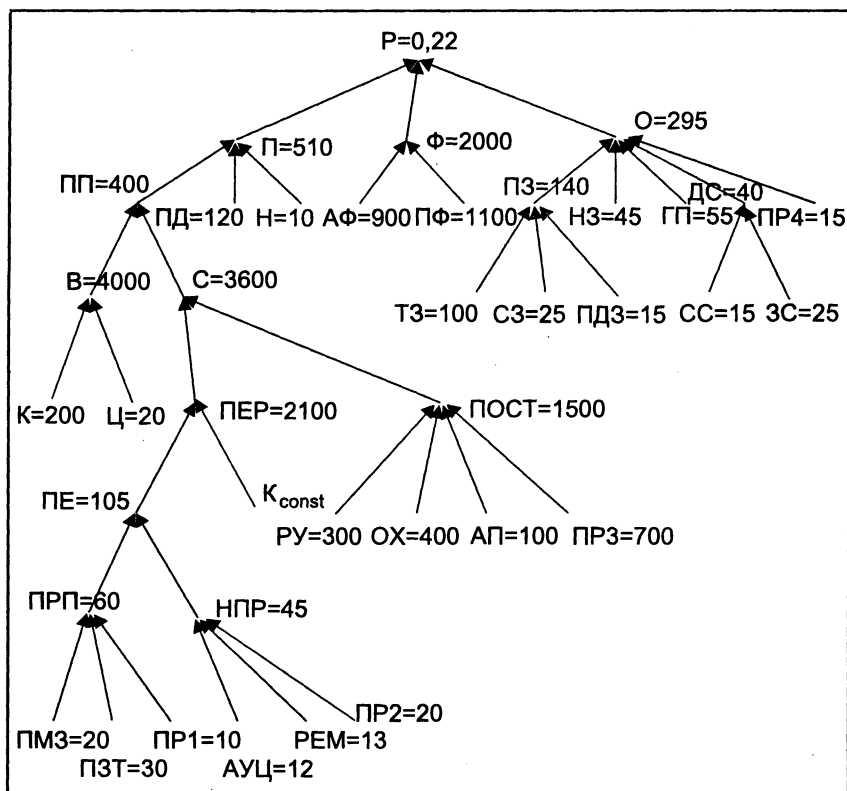 Р=0,22
О=295
П=510
Ф=2000
ПП=400
ПЗ=140
ДС=40
ПД=120 Н=10 АФ=900 ПФ=1100 НЗ=45 ГП=55 ПР4=15
В=4000 С=3600
ТЗ=100 СЗ=25 ПДЗ=15 СС=15 ЗС=25
К=200 Ц=20 ПЕР=2100 ПОСТ=1500
ПЕ=105 Кconst
РУ=300 ОХ=400 АП=100 ПР3=700
ПРП=60 НПР=45
ПР2=20
ПМЗ=20 ПР1=10 РЕМ=13
ПЗТ=30 АУЦ=12